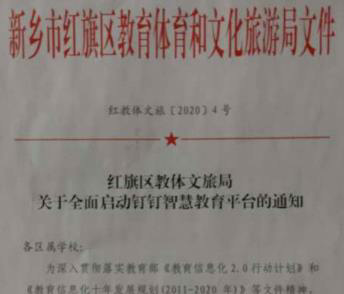 新乡市红旗区教育体育和文化旅游局文件
红教体文旅〔2020〕4号
红旗区教体文旅局
关于全面启动钉钉智慧教育平台的通知
各区属学校:
为深入贯彻落实教育部《教育信息化2.0行动计划》和
《教育信息化十年发展规划(2011-2020年)》等文件精神,